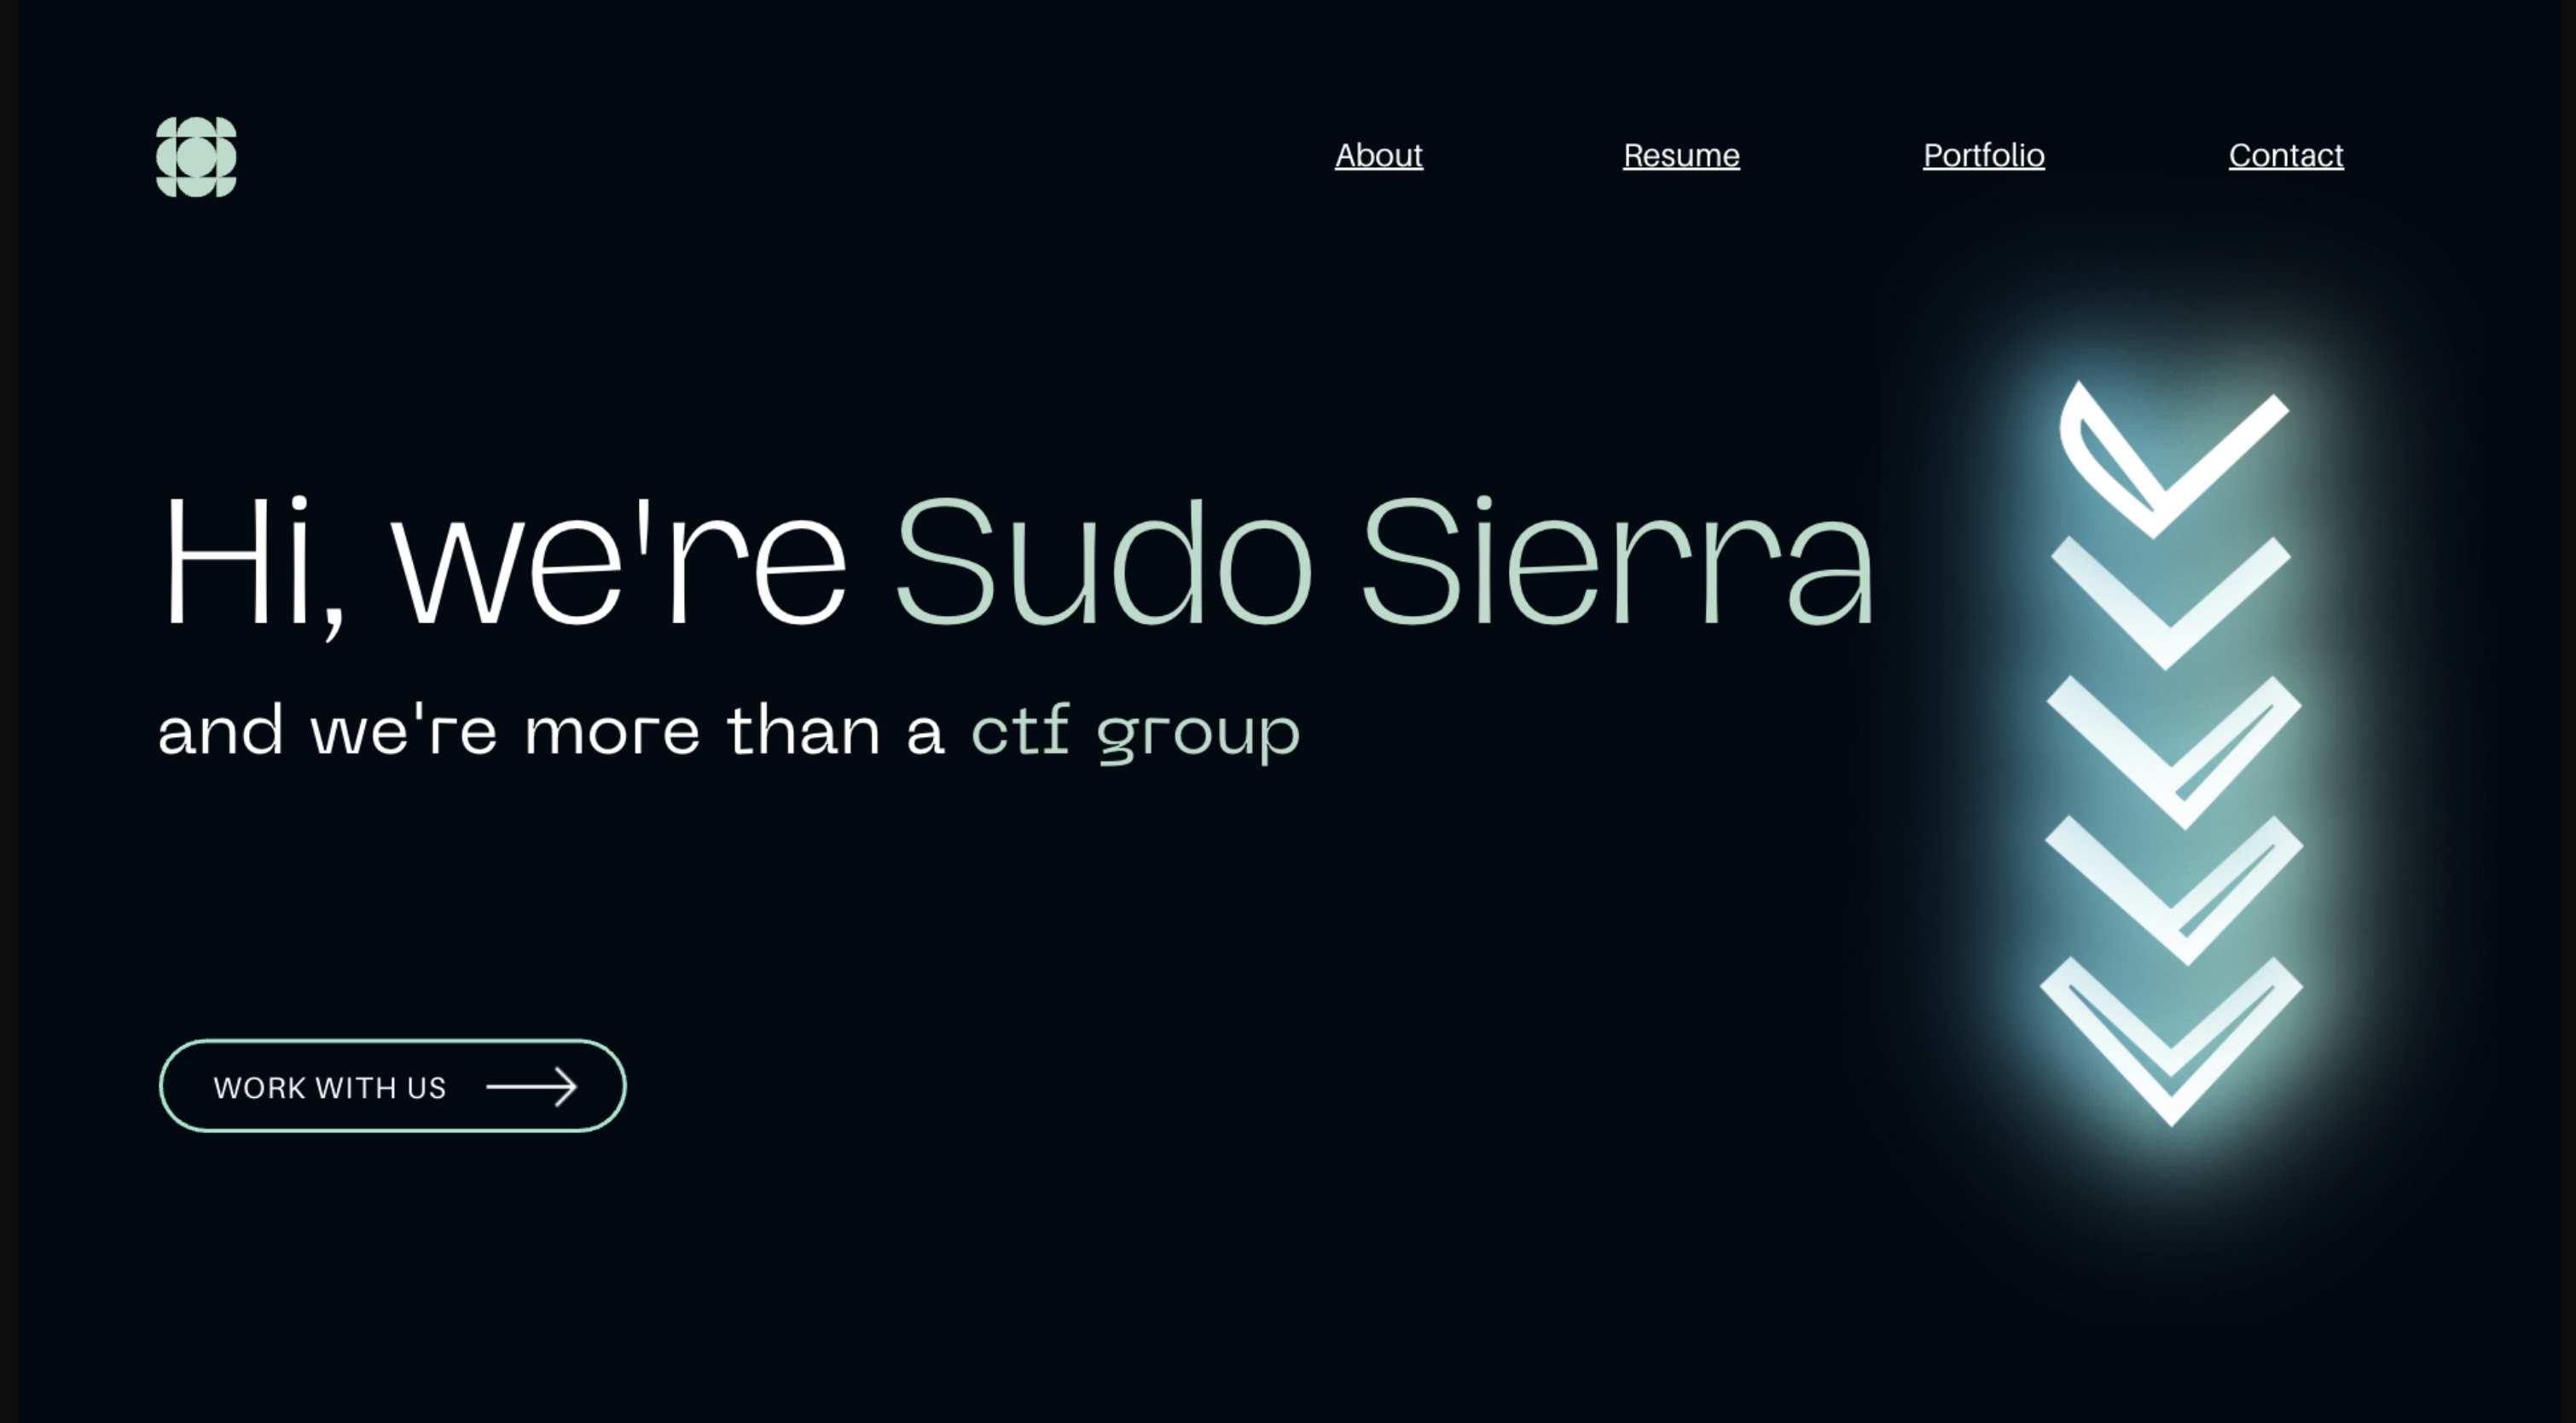 About
Resume
Portfolio
Contact
Hi, we're Sudo Sierra
and we're more than a ctf group
WORK WITH US